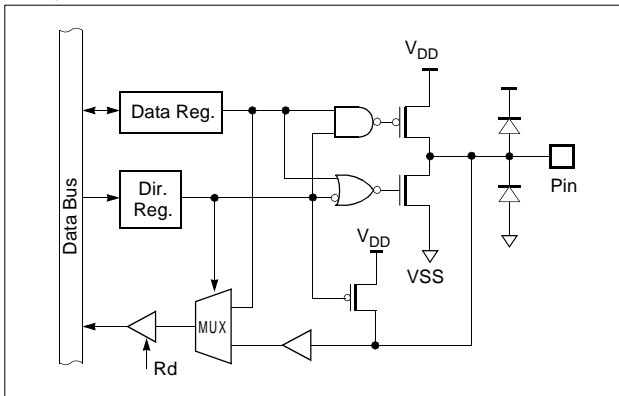 VDD
Data Reg.
Data Bus
Dir.
Reg.
Pin
VDD
VSS
MUX
Rd